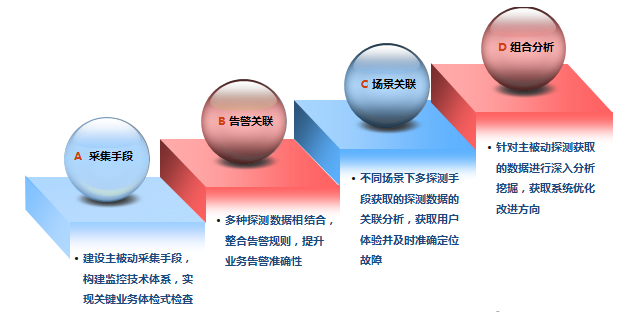 A 采集手段
• 建设主被动采集手段，
构建监控技术体系，实
现关键业务体检式检查
B 告警关联
• 多种探测数据相结合，
整合告警规则，提升
业务告警准确性
C 场景关联
• 不同场景下多探测手
段获取的探测数据的
关联分析，获取用户
体验并及时准确定位
故障
D 组合分析
• 针对主被动探测获取
的数据进行深入分析
挖掘，获取系统优化
改进方向